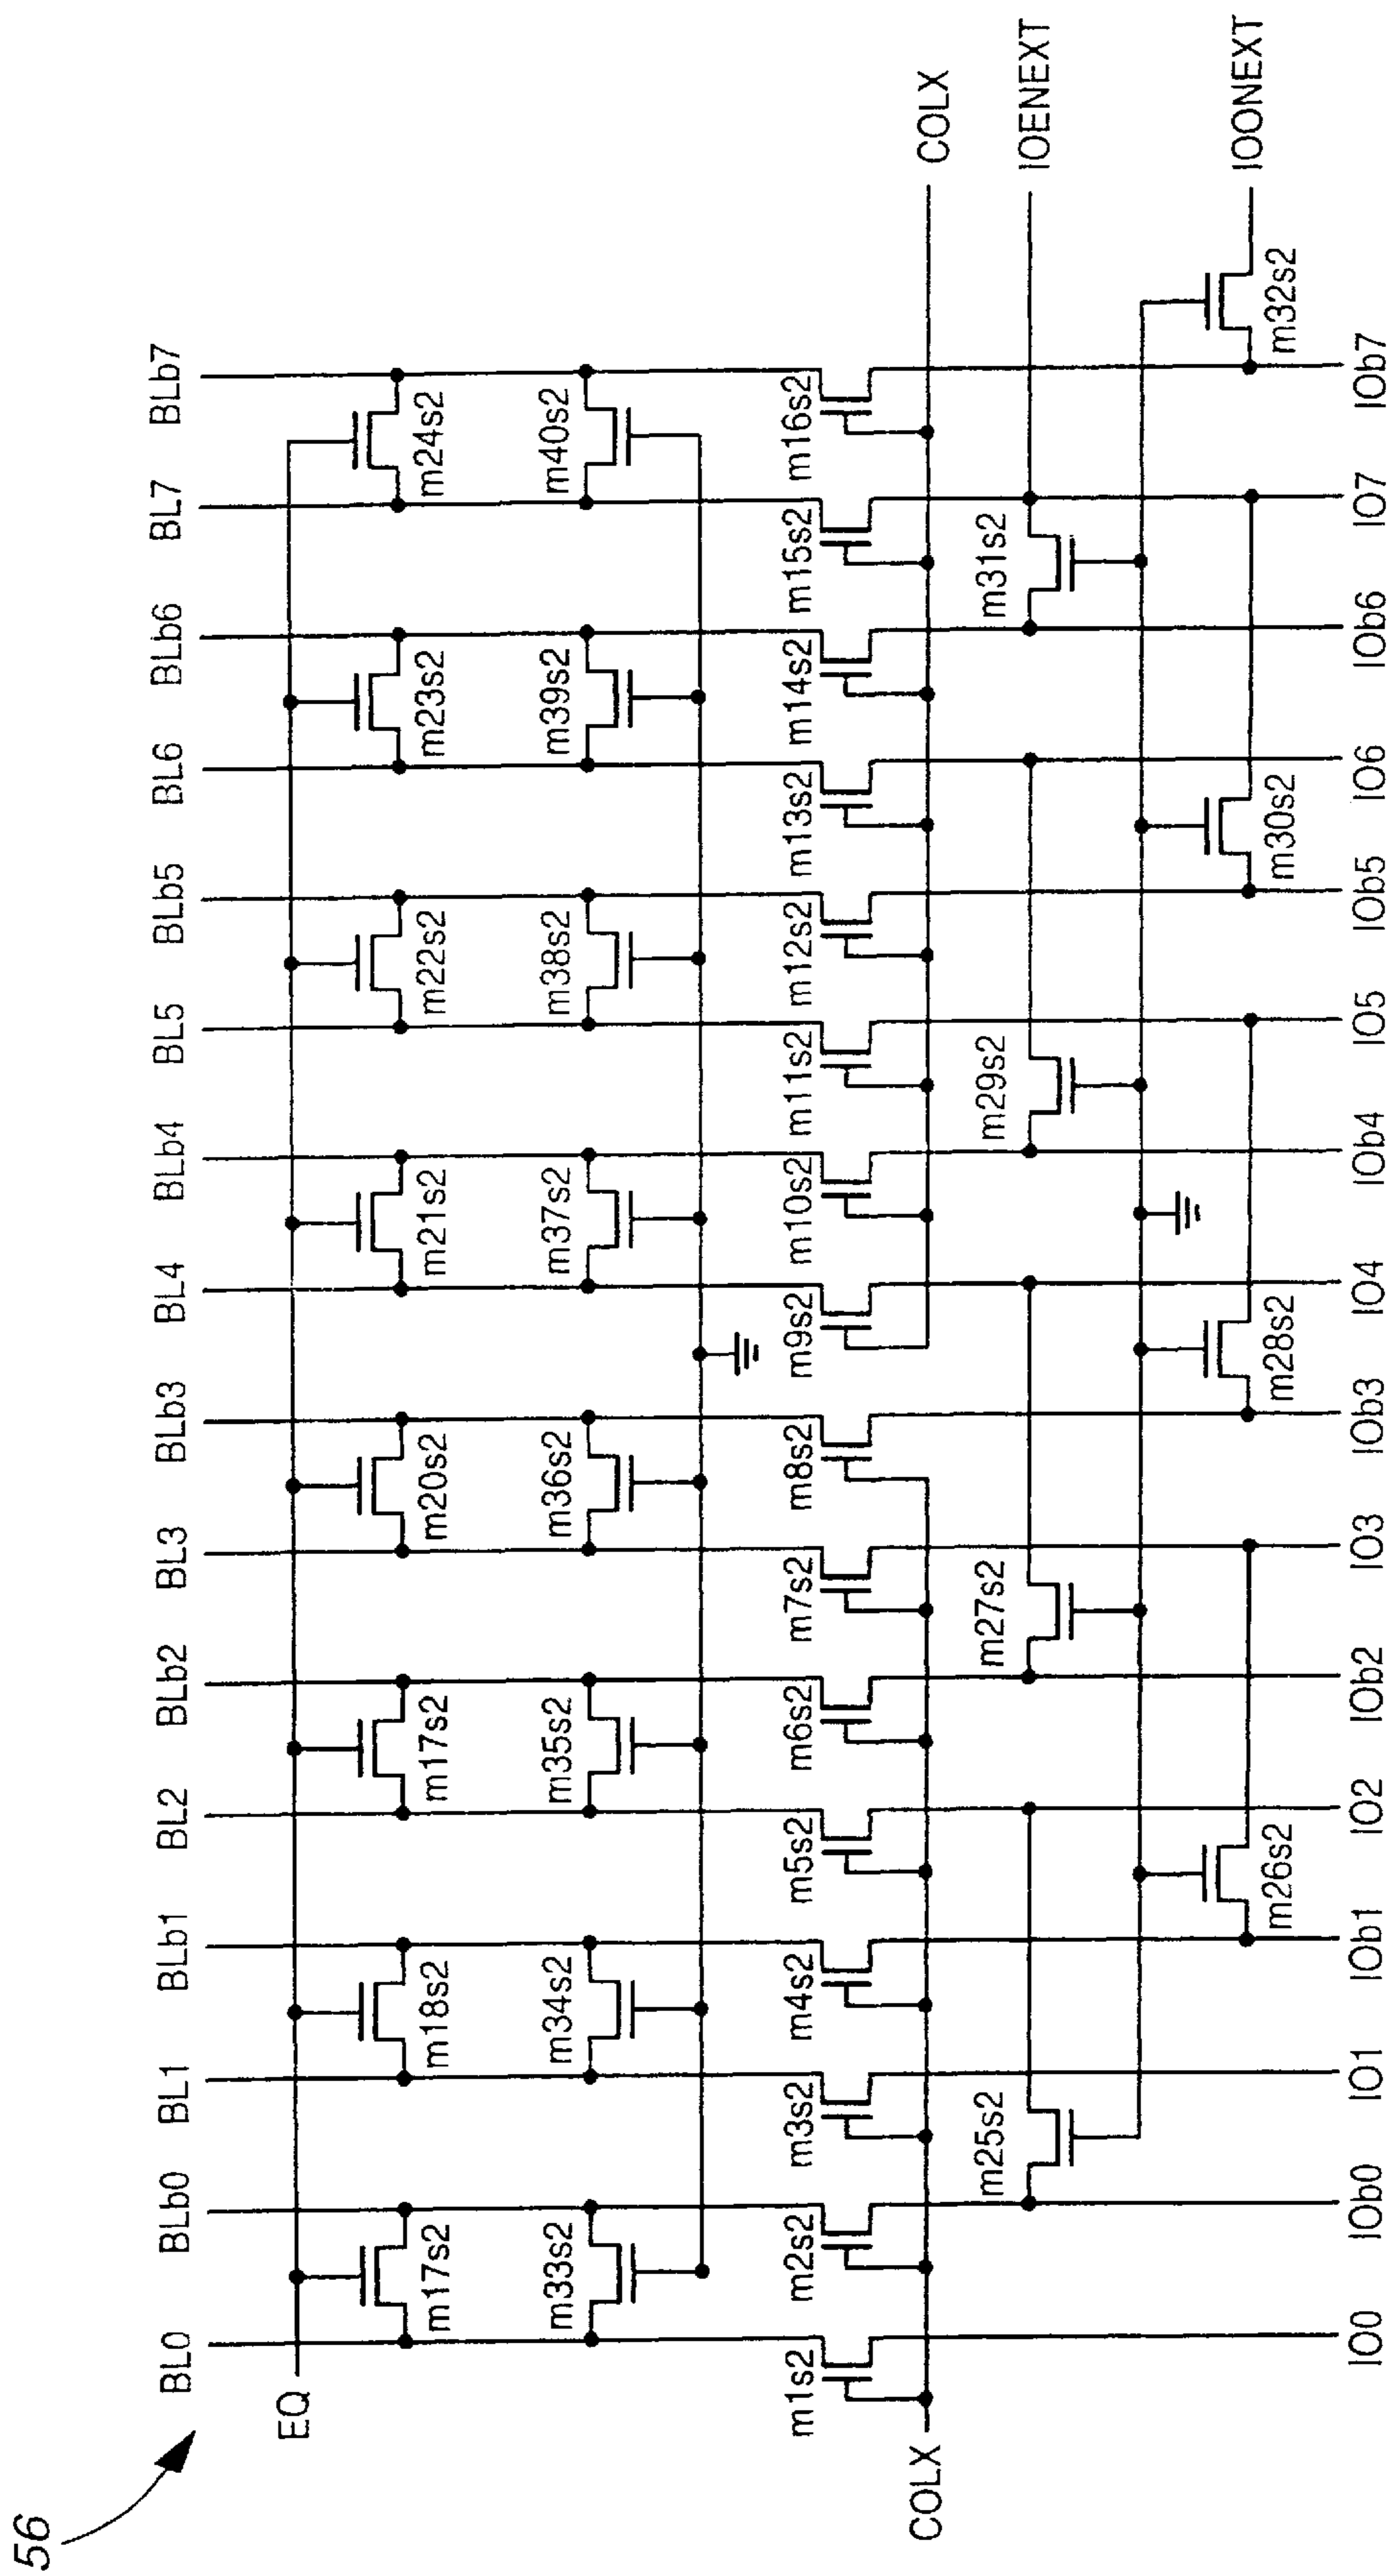 56
BL0 BLb0 BL1 BLb1 BL2 BLb2 BL3 BLb3 BL4 BLb4 BL5 BLb5 BL6 BLb6 BL7 BLb7
EQ
m17s2 m18s2 m17s2 m20s2 m21s2 m22s2 m23s2 m24s2
m33s2 m34s2 m35s2 m36s2 m37s2 m38s2 m39s2 m40s2
m1s2 m2s2 m3s2 m4s2 m5s2 m6s2 m7s2 m8s2 m9s2 m10s2 m11s2 m12s2 m13s2 m14s2 m15s2 m16s2
COLX COLX
m25s2 m27s2 m29s2 m31s2 IOENEXT
m26s2 m28s2 m30s2 m32s2 IOONEXT
IO0 IOb0 IO1 IOb1 IO2 IOb2 IO3 IOb3 IO4 IOb4 IO5 IOb5 IO6 IOb6 IO7 IOb7